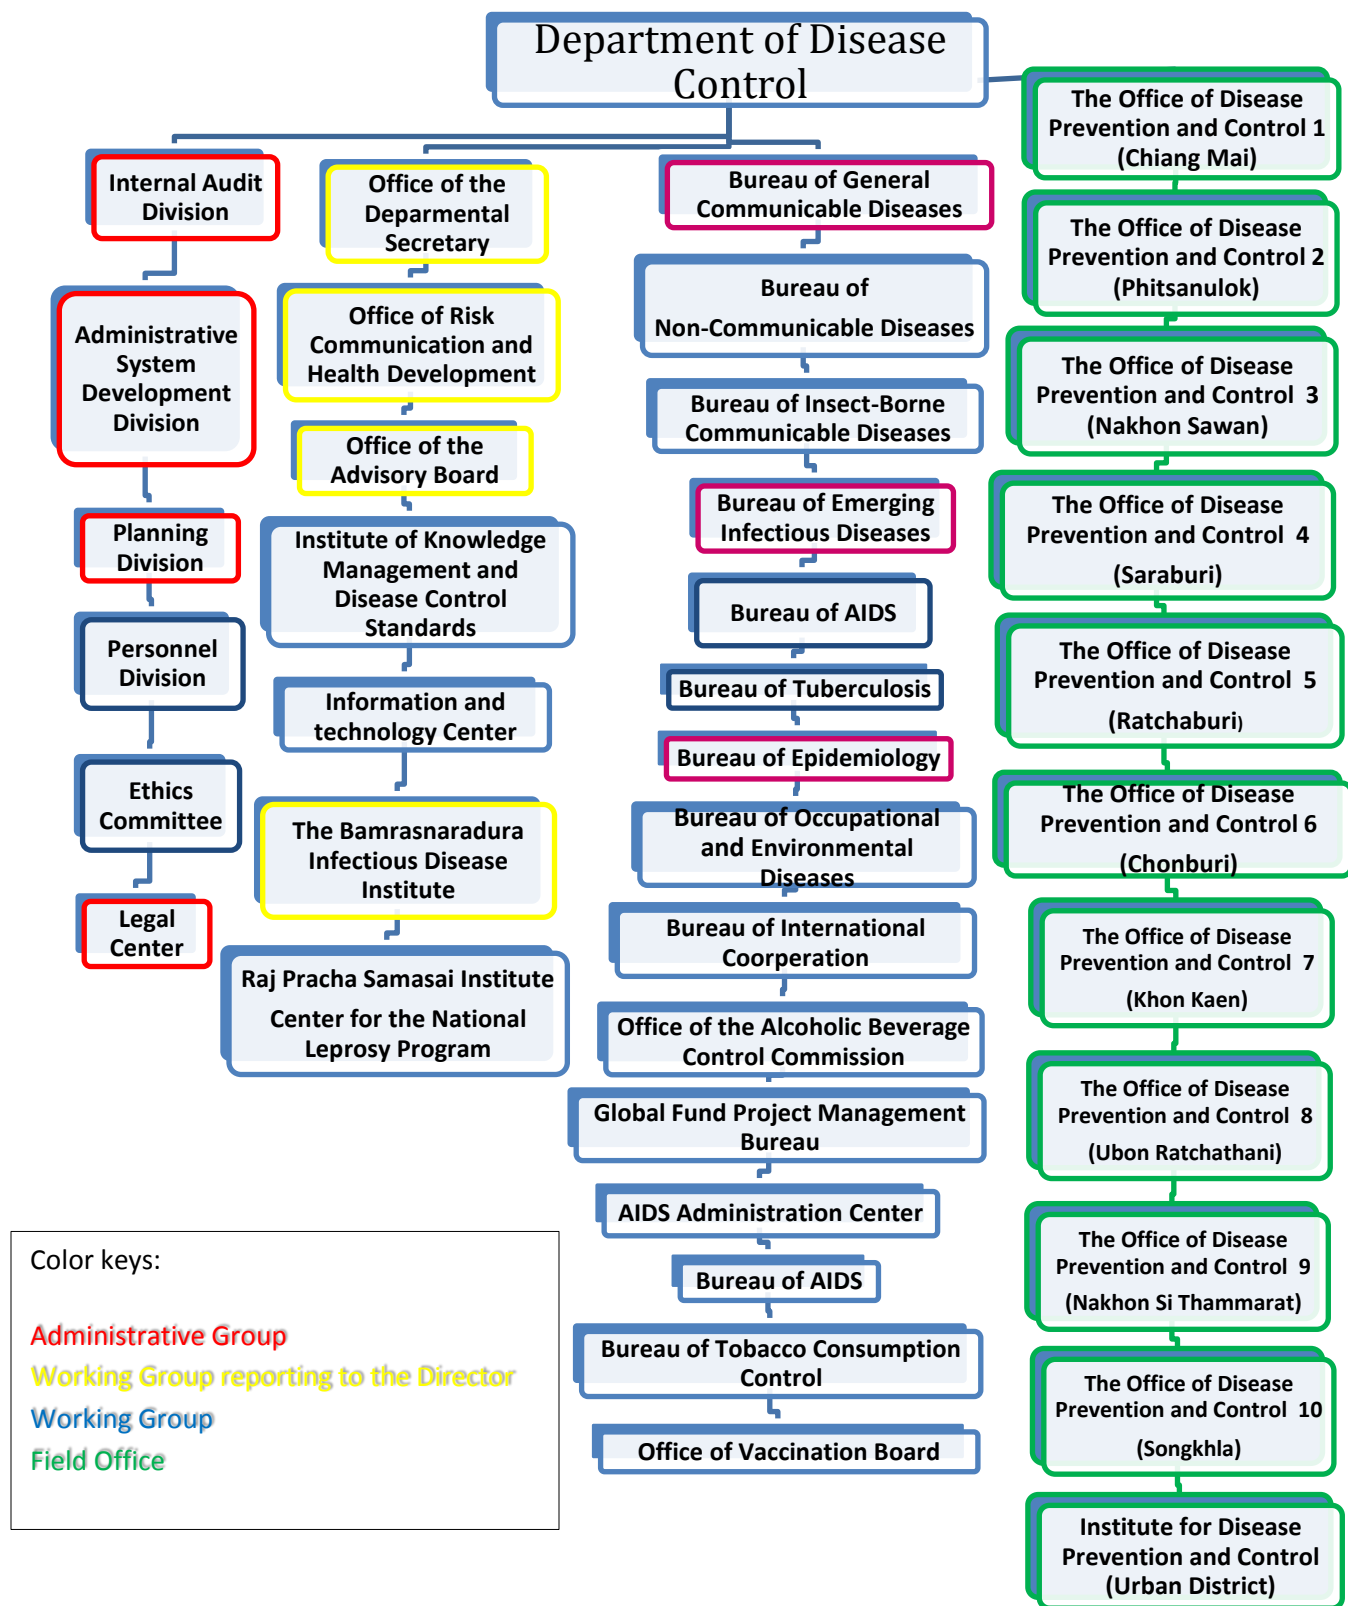 Department of Disease
Control
Internal Audit
Division
Administrative
System
Development
Division
Planning
Division
Personnel
Division
Ethics
Committee
Legal
Center
Office of the
Deparmental
Secretary
Office of Risk
Communication and
Health Development
Office of the
Advisory Board
Institute of Knowledge
Management and
Disease Control
Standards
Information and
technology Center
The Bamrasnaradura
Infectious Disease
Institute
Raj Pracha Samasai Institute
Center for the National
Leprosy Program
Bureau of General
Communicable Diseases
Bureau of
Non-Communicable Diseases
Bureau of Insect-Borne
Communicable Diseases
Bureau of Emerging
Infectious Diseases
Bureau of AIDS
Bureau of Tuberculosis
Bureau of Epidemiology
Bureau of Occupational
and Environmental
Diseases
Bureau of International
Coorperation
Office of the Alcoholic Beverage
Control Commission
Global Fund Project Management
Bureau
AIDS Administration Center
Bureau of AIDS
Bureau of Tobacco Consumption
Control
Office of Vaccination Board
The Office of Disease
Prevention and Control 1
(Chiang Mai)
The Office of Disease
Prevention and Control 2
(Phitsanulok)
The Office of Disease
Prevention and Control 3
(Nakhon Sawan)
The Office of Disease
Prevention and Control 4
(Saraburi)
The Office of Disease
Prevention and Control 5
(Ratchaburi)
The Office of Disease
Prevention and Control 6
(Chonburi)
The Office of Disease
Prevention and Control 7
(Khon Kaen)
The Office of Disease
Prevention and Control 8
(Ubon Ratchathani)
The Office of Disease
Prevention and Control 9
(Nakhon Si Thammarat)
The Office of Disease
Prevention and Control 10
(Songkhla)
Institute for Disease
Prevention and Control
(Urban District)
Color keys:
Administrative Group
Working Group reporting to the Director
Working Group
Field Office